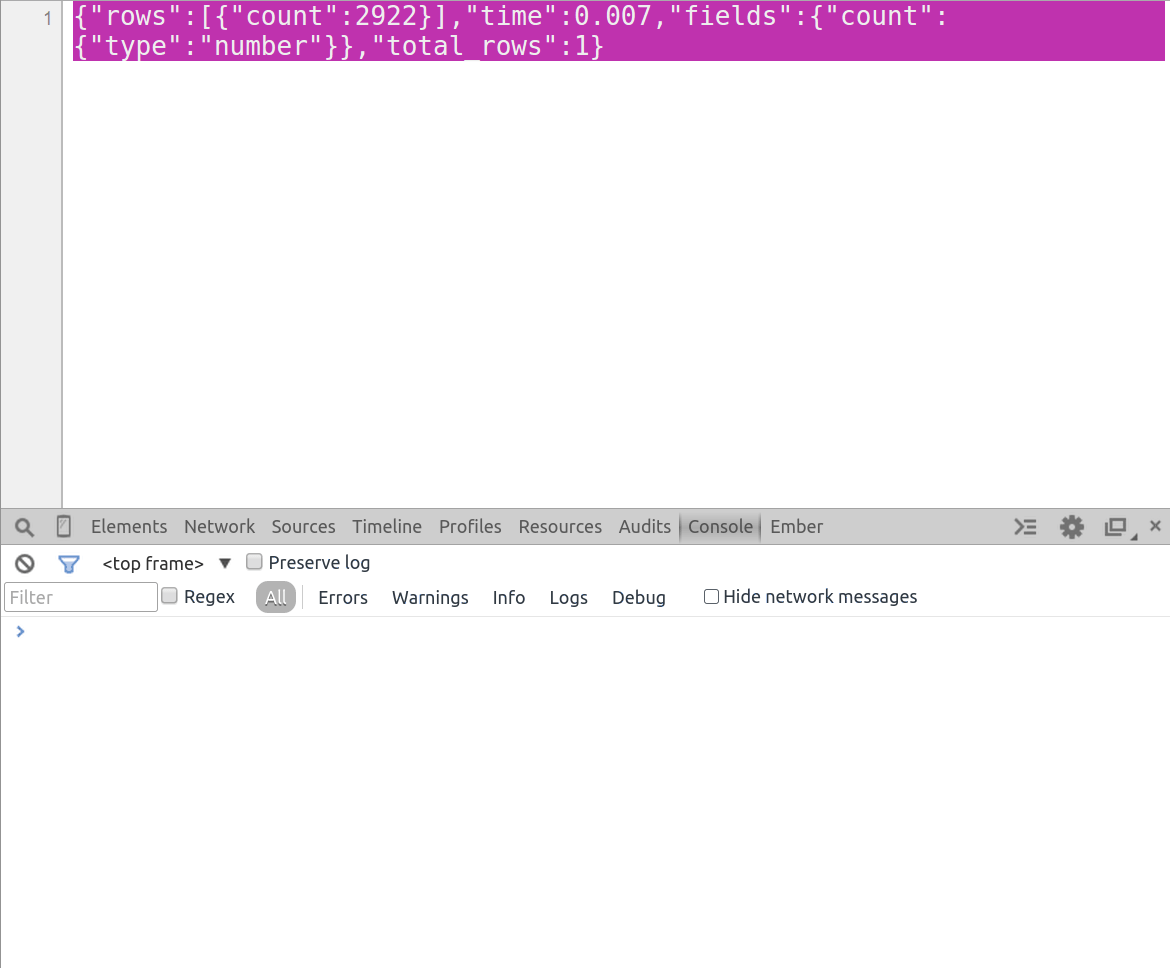 1
{"rows":[{"count":2922}],"time":0.007,"fields":{"count":
{"type":"number"}},"total_rows":1}
Elements Network Sources Timeline Profiles Resources Audits Console Ember
<top frame> ▼ Preserve log
Filter Regex All Errors Warnings Info Logs Debug Hide network messages